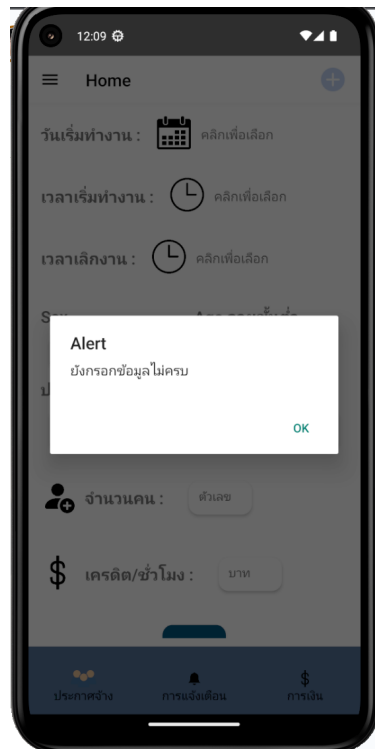 12:09
Home
วันเริ่มทำงาน : คลิกเพื่อเลือก
เวลาเริ่มทำงาน : คลิกเพื่อเลือก
เวลาเลิกงาน : คลิกเพื่อเลือก
Alert
ยังกรอกข้อมูลไม่ครบ
OK
จำนวนคน : ตัวเลข
$ เครดิต/ชั่วโมง : บาท
$
ประกาศจ้าง การแจ้งเตือน การเงิน